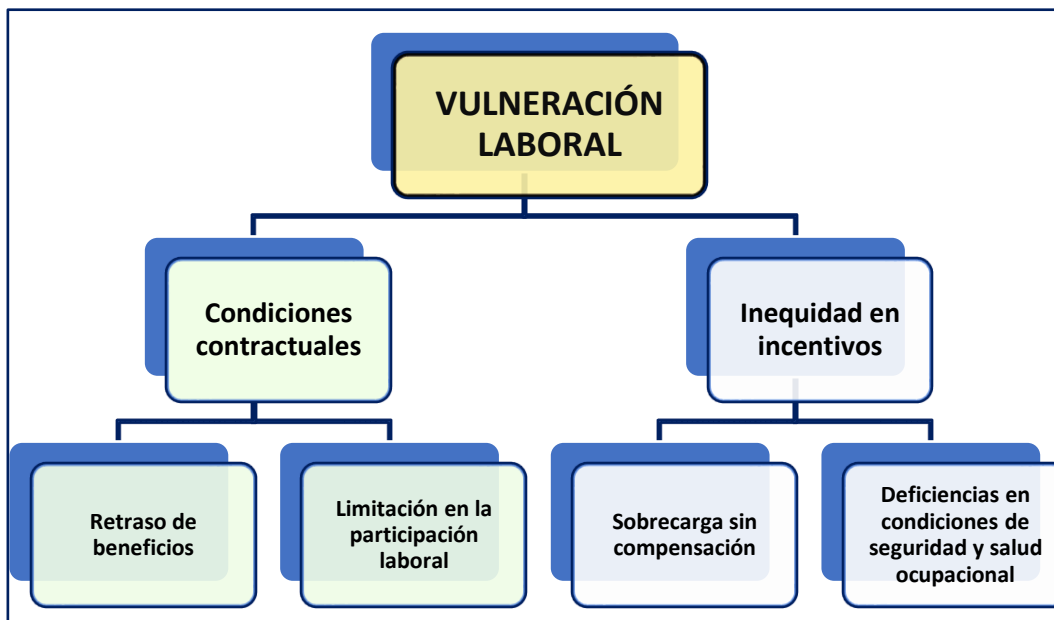 VULNERACIÓN
LABORAL
Condiciones
contractuales
Inequidad en
incentivos
Retraso de
beneficios
Limitación en la
participación
laboral
Sobrecarga sin
compensación
Deficiencias en
condiciones de
seguridad y salud
ocupacional